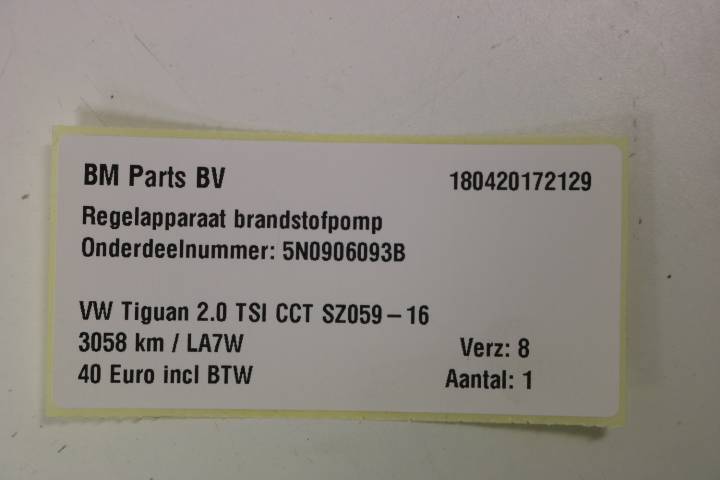 BM Parts BV 180420172129
Regelapparaat brandstofpomp
Onderdeelnummer: 5N0906093B
VW Tiguan 2.0 TSI CCT SZ059-16
3058 km / LA7W Verz: 8
40 Euro incl BTW Aantal: 1